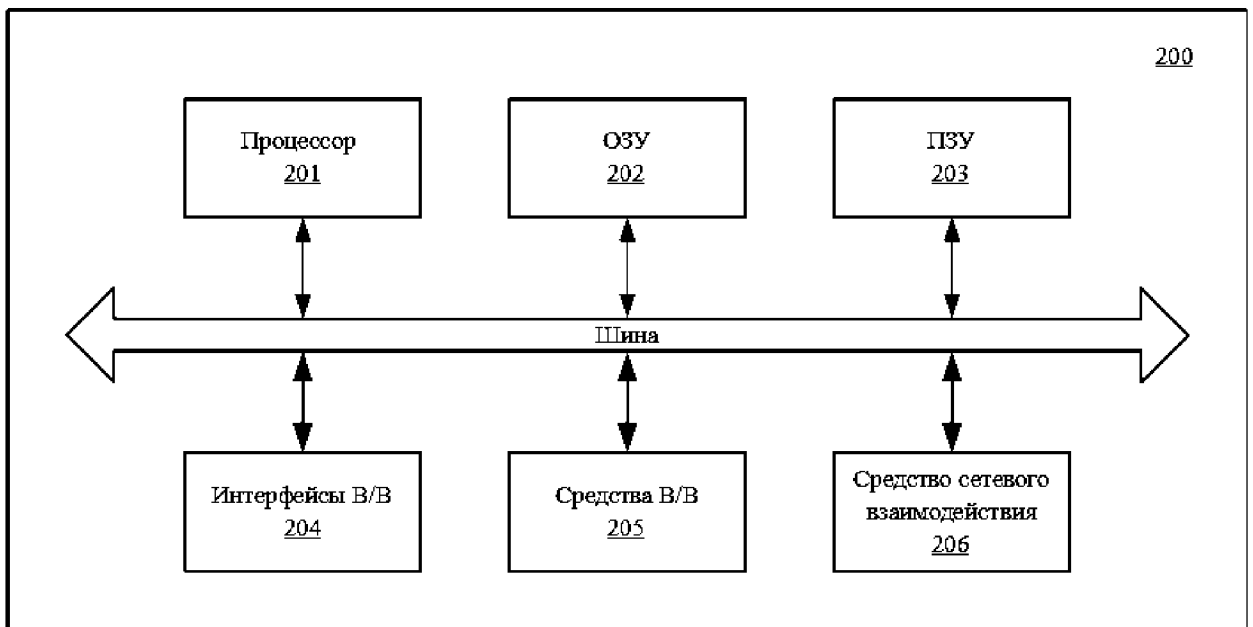 200
Процессор
201
ОЗУ
202
ПЗУ
203
Шина
Интерфейсы В/В
204
Средства В/В
205
Средство сетевого
взаимодействия
206